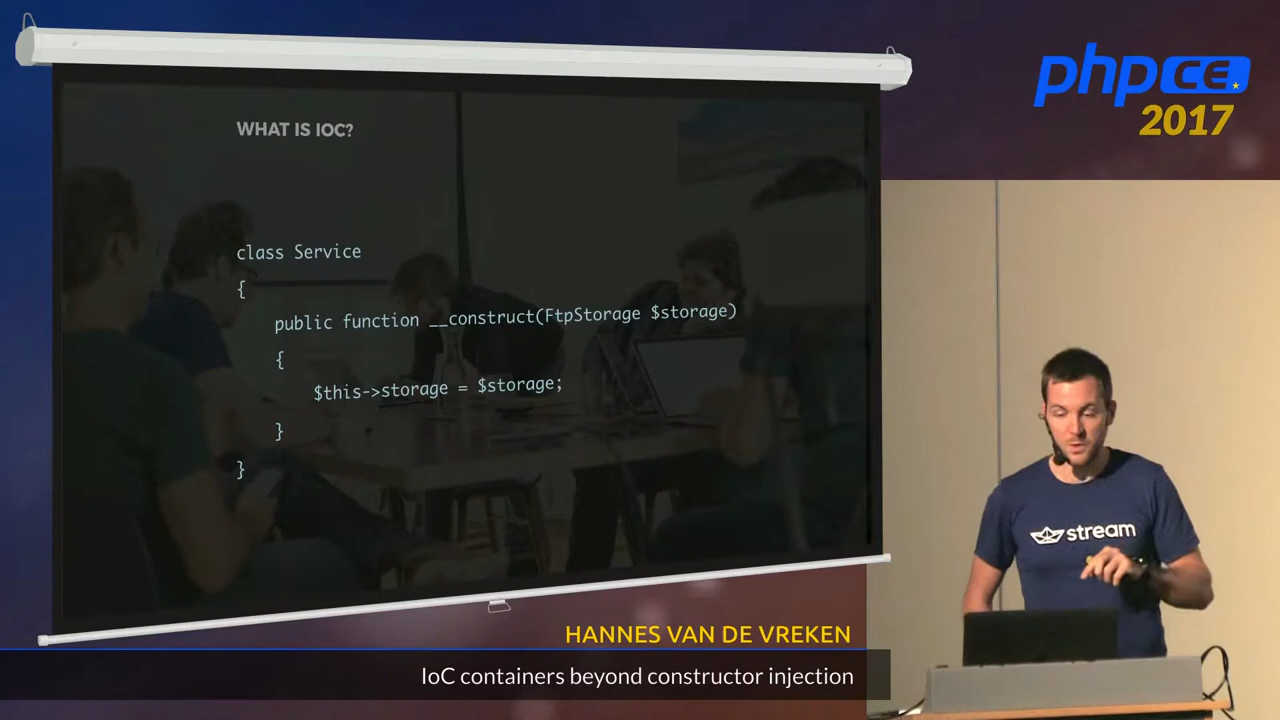 WHAT IS IOC?
class Service
{
public function __construct(FtpStorage $storage)
{
$this->storage = $storage;
}
}
phpCE
2017
stream
HANNES VAN DE VREKEN
IoC containers beyond constructor injection